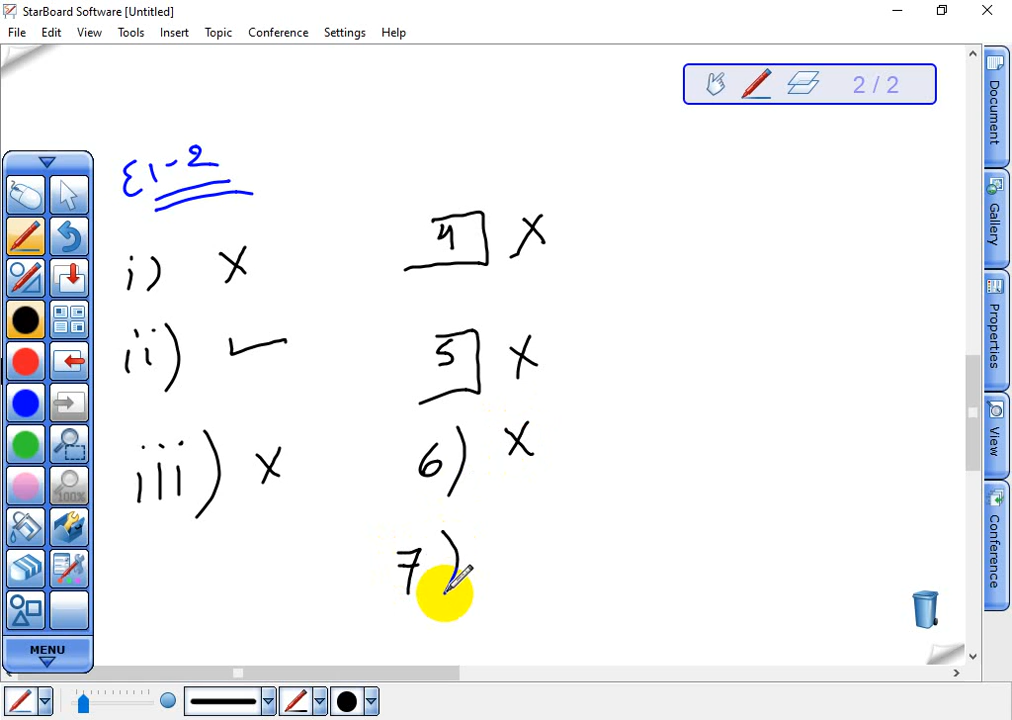 StarBoard Software [Untitled]
File Edit View Tools Insert Topic Conference Settings Help
2 / 2
Document
Gallery
Properties
View
Conference
100%
MENU
ε1-2
i) X
ii) ✓
iii) X
4 X
5 X
6) X
7)